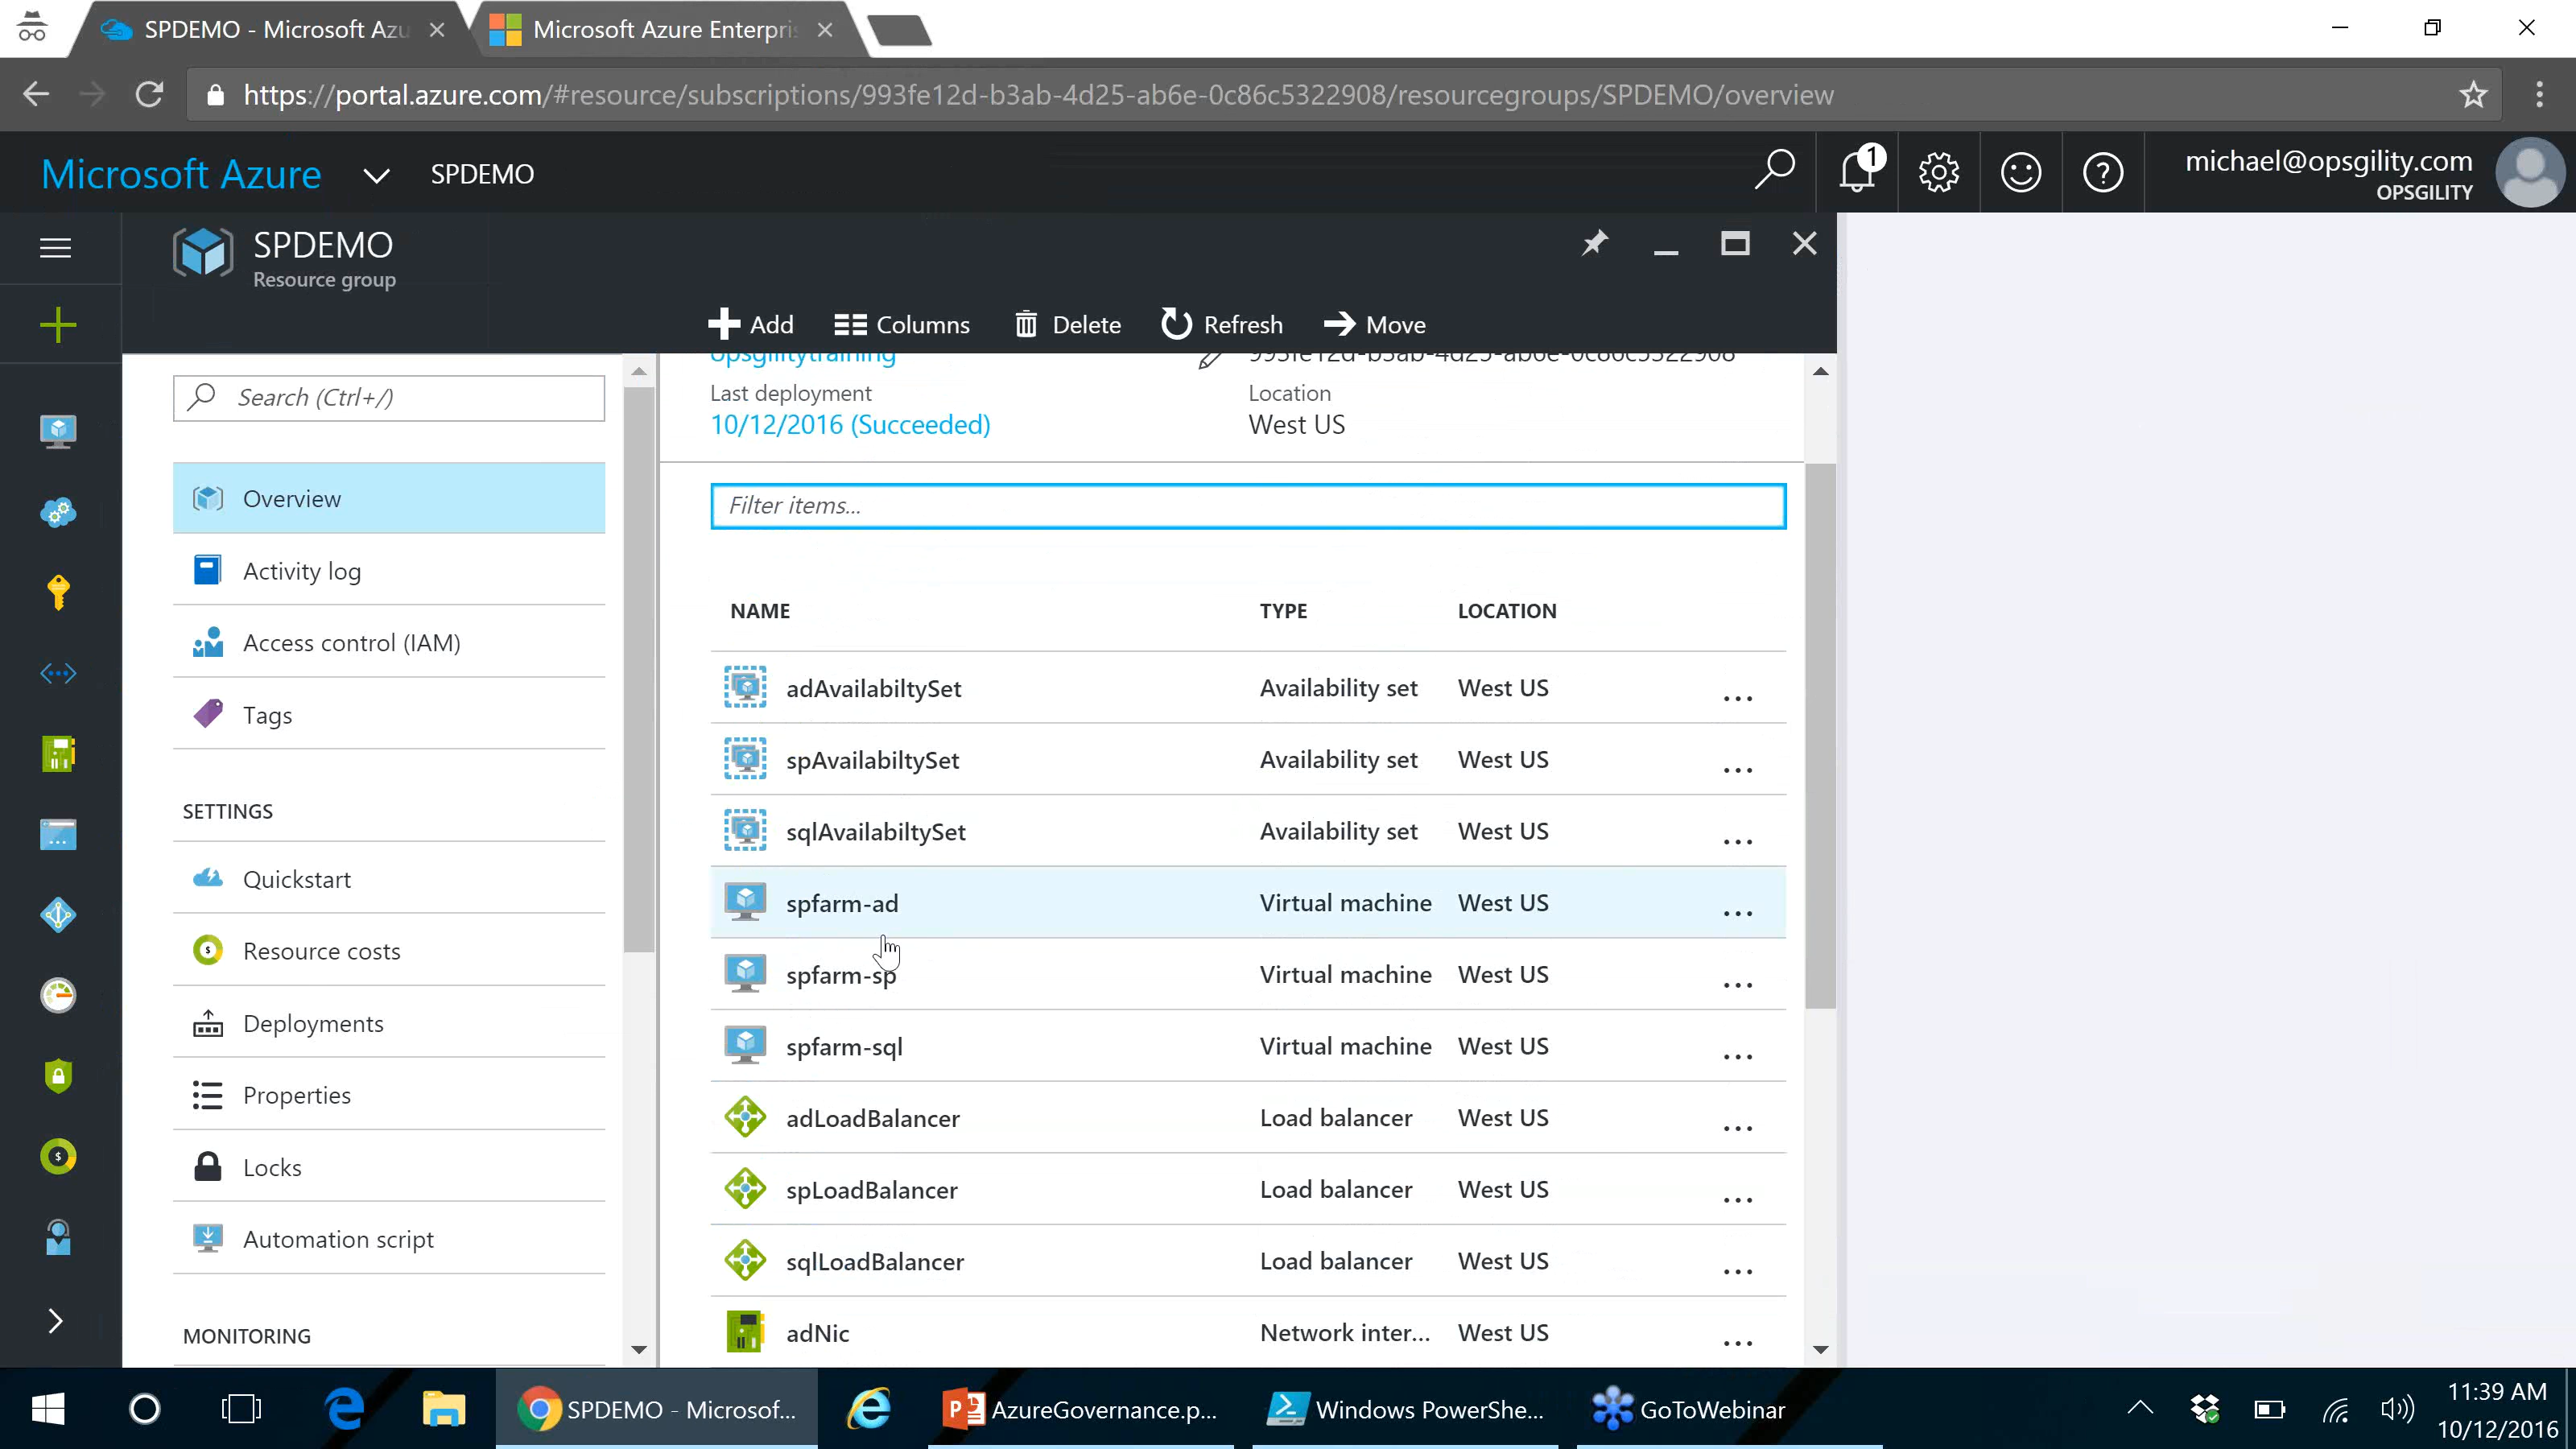 SPDEMO - Microsoft Azu
Microsoft Azure Enterpri
https://portal.azure.com/#resource/subscriptions/993fe12d-b3ab-4d25-ab6e-0c86c5322908/resourcegroups/SPDEMO/overview
Microsoft Azure SPDEMO
1
michael@opsgility.com
OPSGILITY
SPDEMO
Resource group
Add Columns Delete Refresh Move
opsgilitytraining 993fe12d-b3ab-4d25-ab6e-0c86c5322908
Search (Ctrl+/)
Last deployment Location
10/12/2016 (Succeeded) West US
Overview
Activity log
Access control (IAM)
Tags
SETTINGS
Quickstart
Resource costs
Deployments
Properties
Locks
Automation script
MONITORING
Filter items...
NAME TYPE LOCATION
adAvailabiltySet Availability set West US ...
spAvailabiltySet Availability set West US ...
sqlAvailabiltySet Availability set West US ...
spfarm-ad Virtual machine West US ...
spfarm-sp Virtual machine West US ...
spfarm-sql Virtual machine West US ...
adLoadBalancer Load balancer West US ...
spLoadBalancer Load balancer West US ...
sqlLoadBalancer Load balancer West US ...
adNic Network inter... West US ...
SPDEMO - Microsof...
AzureGovernance.p...
Windows PowerShe...
GoToWebinar
11:39 AM
10/12/2016